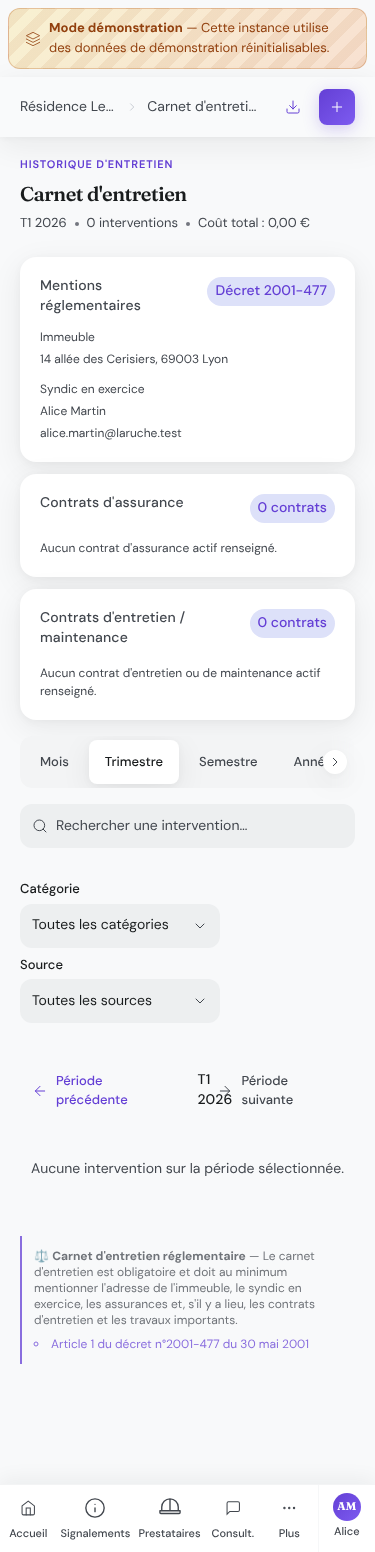 Mode démonstration — Cette instance utilise
des données de démonstration réinitialisables.
Résidence Le... > Carnet d'entreti...
HISTORIQUE D'ENTRETIEN
Carnet d'entretien
T1 2026 • 0 interventions • Coût total : 0,00 €
Mentions
réglementaires
Décret 2001-477
Immeuble
14 allée des Cerisiers, 69003 Lyon
Syndic en exercice
Alice Martin
alice.martin@laruche.test
Contrats d'assurance
0 contrats
Aucun contrat d'assurance actif renseigné.
Contrats d'entretien /
maintenance
0 contrats
Aucun contrat d'entretien ou de maintenance actif
renseigné.
Mois Trimestre Semestre Anné
Rechercher une intervention...
Catégorie
Toutes les catégories
Source
Toutes les sources
Période
précédente
T1
2026
Période
suivante
Aucune intervention sur la période sélectionnée.
⚖️ Carnet d'entretien réglementaire — Le carnet
d'entretien est obligatoire et doit au minimum
mentionner l'adresse de l'immeuble, le syndic en
exercice, les assurances et, s'il y a lieu, les contrats
d'entretien et les travaux importants.
Article 1 du décret n°2001-477 du 30 mai 2001
Accueil Signalements Prestataires Consult. Plus
AM
Alice